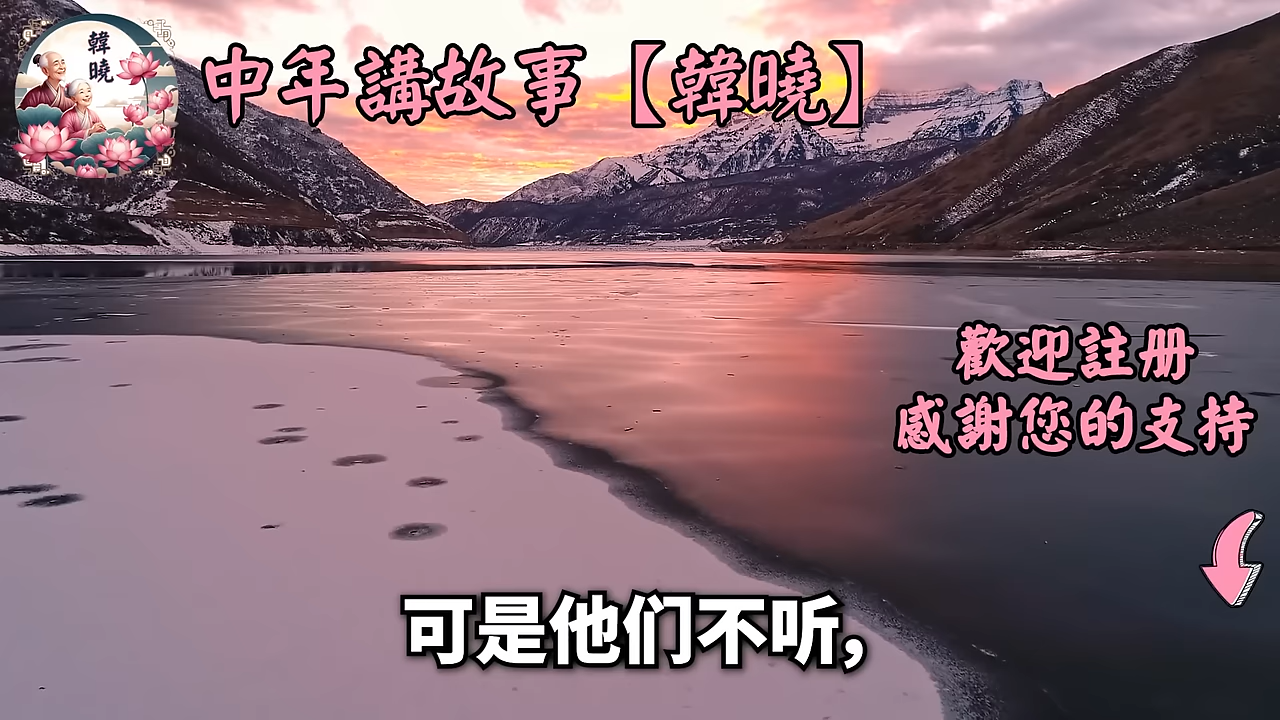 韓
曉
中年講故事【韓曉】
歡迎註册
感謝您的支持
可是他们不听,